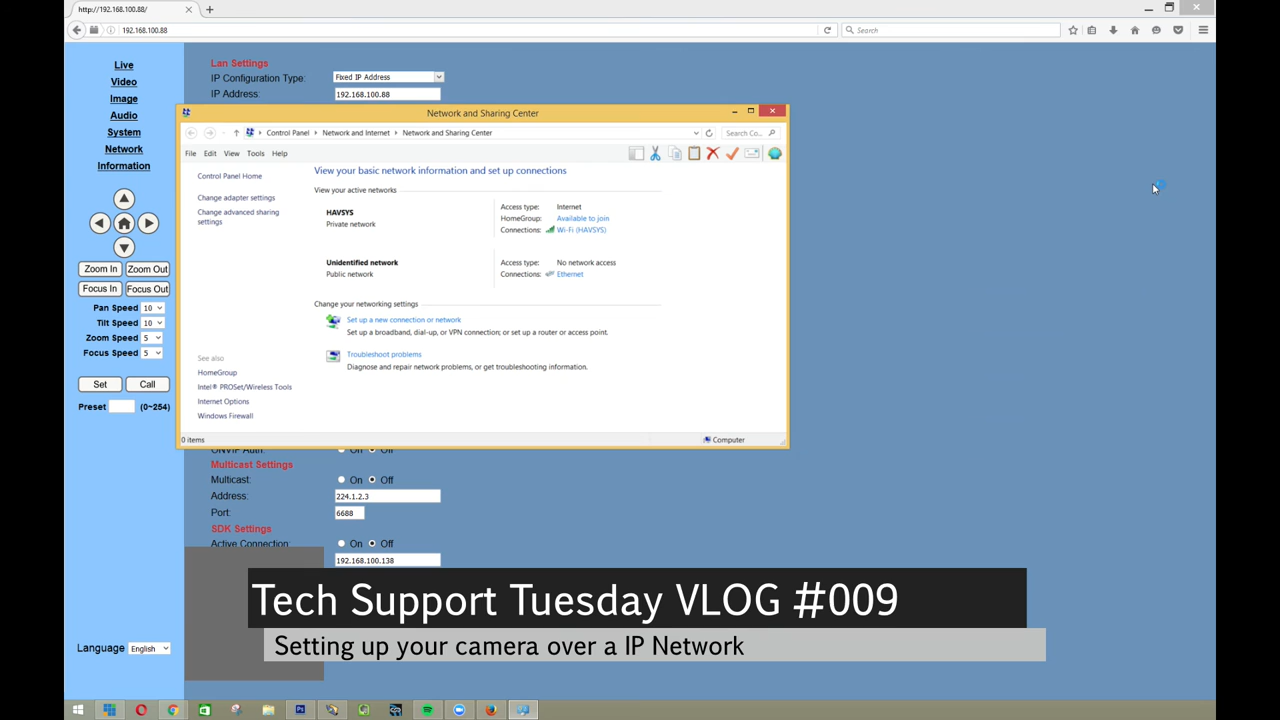 http://192.168.100.88/
192.168.100.88
Search
Live
Video
Image
Audio
System
Network
Information
Zoom In
Zoom Out
Focus In
Focus Out
Pan Speed 10
Tilt Speed 10
Zoom Speed 5
Focus Speed 5
Set
Call
Preset (0~254)
Language English
Lan Settings
IP Configuration Type: Fixed IP Address
IP Address: 192.168.100.88
Network and Sharing Center
Control Panel Network and Internet Network and Sharing Center
Search Co...
File Edit View Tools Help
Control Panel Home
Change adapter settings
Change advanced sharing
settings
See also
HomeGroup
Intel® PROSet/Wireless Tools
Internet Options
Windows Firewall
View your basic network information and set up connections
View your active networks
HAVSYS
Private network
Access type: Internet
HomeGroup: Available to join
Connections: Wi-Fi (HAVSYS)
Unidentified network
Public network
Access type: No network access
Connections: Ethernet
Change your networking settings
Set up a new connection or network
Set up a broadband, dial-up, or VPN connection; or set up a router or access point.
Troubleshoot problems
Diagnose and repair network problems, or get troubleshooting information.
0 items
Computer
ONVIF Auth: On Off
Multicast Settings
Multicast: On Off
Address: 224.1.2.3
Port: 6688
SDK Settings
Active Connection: On Off
192.168.100.138
Tech Support Tuesday VLOG #009
Setting up your camera over a IP Network